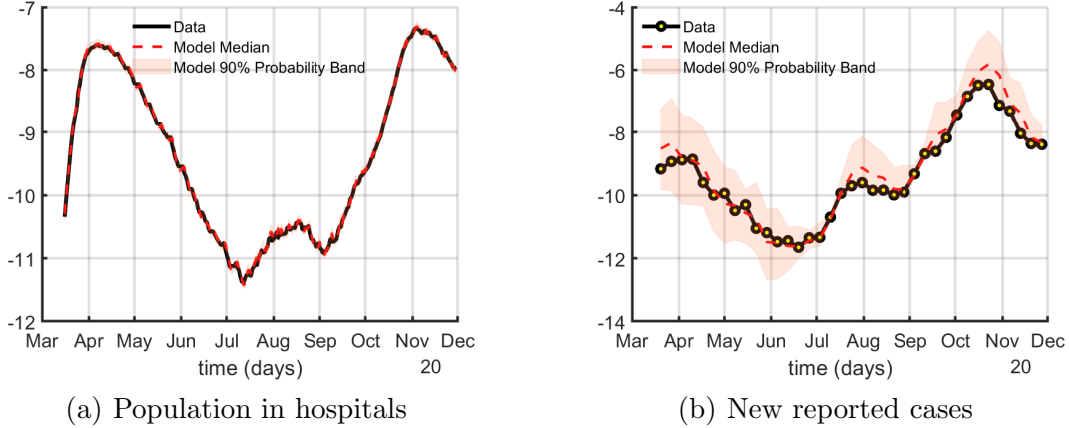 -7
-8
-9
-10
-11
-12
Data
Model Median
Model 90% Probability Band
Mar Apr May Jun Jul Aug Sep Oct Nov Dec
time (days) 20
(a) Population in hospitals
-4
-6
-8
-10
-12
-14
Data
Model Median
Model 90% Probability Band
Mar Apr May Jun Jul Aug Sep Oct Nov Dec
time (days) 20
(b) New reported cases